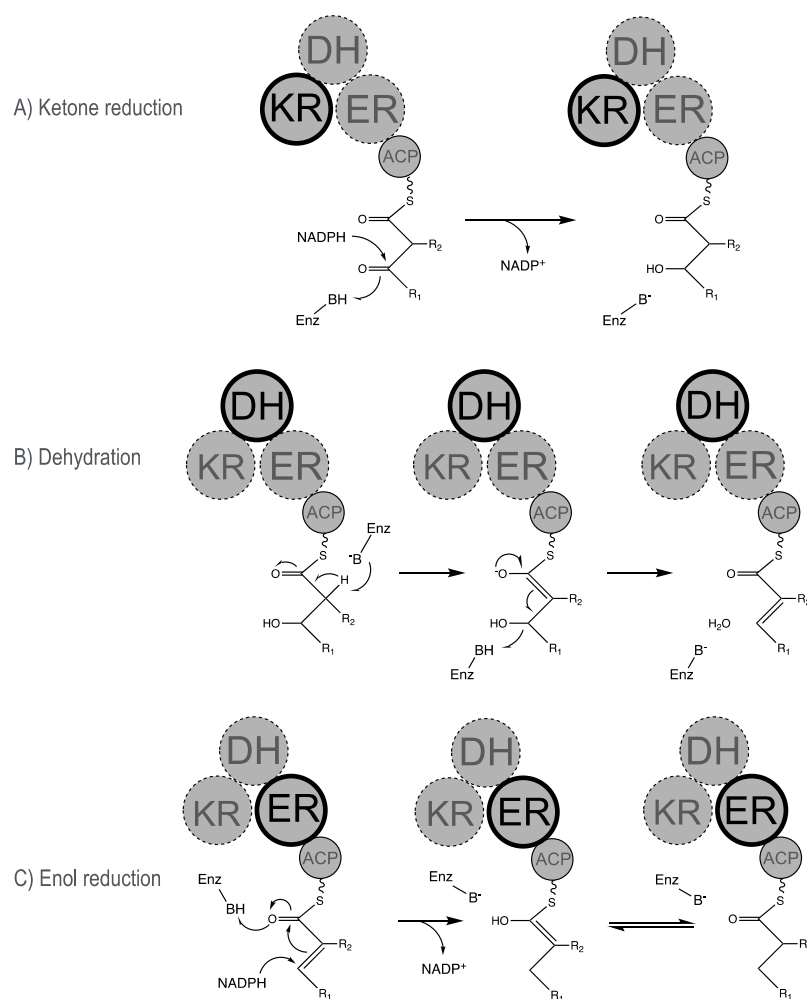 DH DH
A) Ketone reduction KR ER KR ER
ACP ACP
S S
O O
NADPH R₂ R₂
O NADP⁺ HO
BH R₁ B⁻ R₁
Enz Enz
DH DH DH
B) Dehydration KR ER KR ER KR ER
ACP ACP ACP
Enz
S ⁻B S S
O H ⁻O O
R₂ R₂ R₂
HO HO H₂O
R₁ BH R₁ B⁻ R₁
Enz Enz
DH DH DH
KR ER KR ER KR ER
ACP ACP ACP
C) Enol reduction Enz Enz Enz
BH S B⁻ S B⁻ S
O HO O
R₂ R₂ R
NADPH NADP⁺
R₁ R₁ R₁